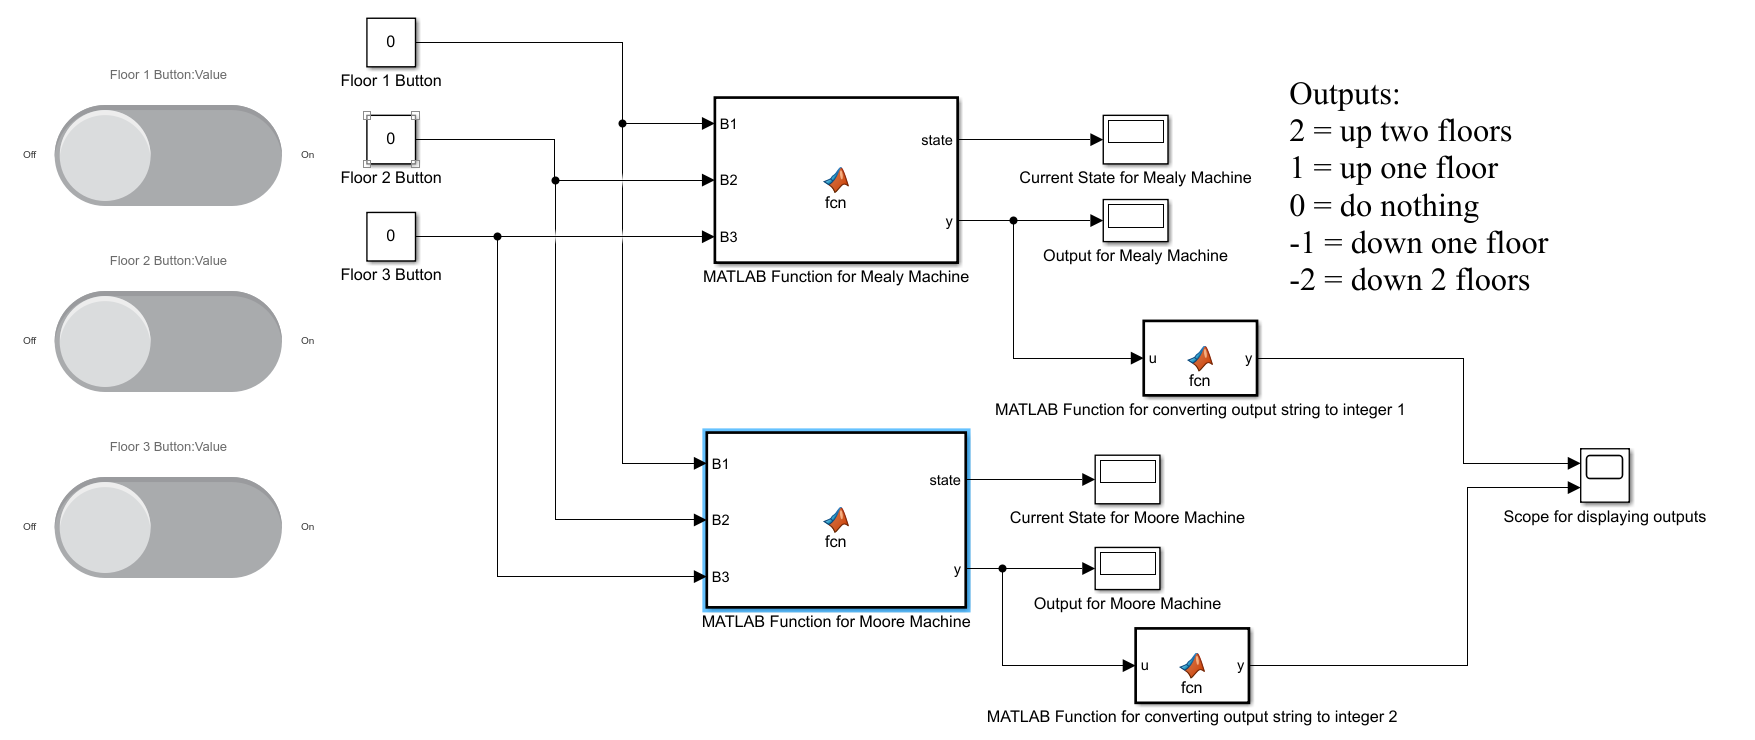 Floor 1 Button:Value
Off
On
Floor 2 Button:Value
Off
On
Floor 3 Button:Value
Off
On
0
Floor 1 Button
0
Floor 2 Button
0
Floor 3 Button
B1
B2
B3
fcn
state
y
MATLAB Function for Mealy Machine
Current State for Mealy Machine
Output for Mealy Machine
Outputs:
2 = up two floors
1 = up one floor
0 = do nothing
-1 = down one floor
-2 = down 2 floors
u
fcn
y
MATLAB Function for converting output string to integer 1
B1
B2
B3
fcn
state
y
MATLAB Function for Moore Machine
Current State for Moore Machine
Output for Moore Machine
u
fcn
y
MATLAB Function for converting output string to integer 2
Scope for displaying outputs